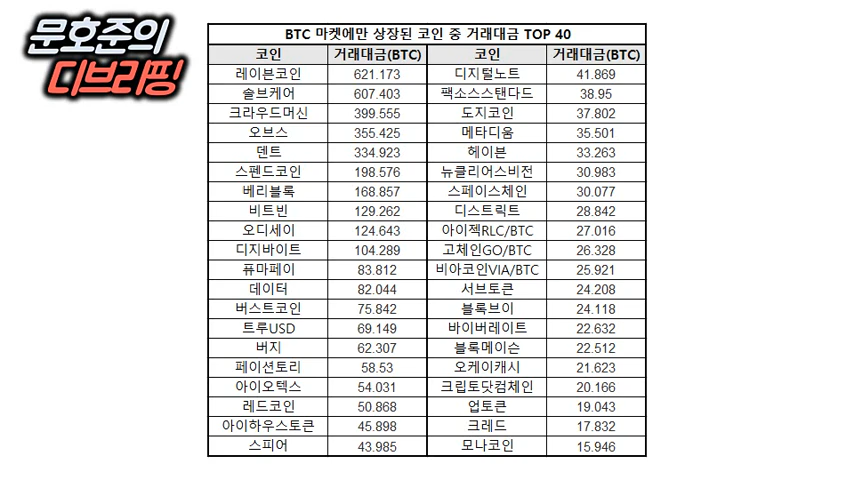 문호준의
디브리핑
BTC 마켓에만 상장된 코인 중 거래대금 TOP 40
코인 거래대금(BTC) 코인 거래대금(BTC)
레이븐코인 621.173 디지털노트 41.869
솔브케어 607.403 팩소스스탠다드 38.95
크라우드머신 399.555 도지코인 37.802
오브스 355.425 메타디움 35.501
덴트 334.923 헤이븐 33.263
스펜드코인 198.576 뉴클리어스비전 30.983
베리블록 168.857 스페이스체인 30.077
비트빈 129.262 디스트릭트 28.842
오디세이 124.643 아이젝RLC/BTC 27.016
디지바이트 104.289 고체인GO/BTC 26.328
퓨마페이 83.812 비아코인VIA/BTC 25.921
데이터 82.044 서브토큰 24.208
버스트코인 75.842 블록브이 24.118
트루USD 69.149 바이버레이트 22.632
버지 62.307 블록메이슨 22.512
페이션토리 58.53 오케이캐시 21.623
아이오텍스 54.031 크립토닷컴체인 20.166
레드코인 50.868 업토큰 19.043
아이하우스토큰 45.898 크레드 17.832
스피어 43.985 모나코인 15.946